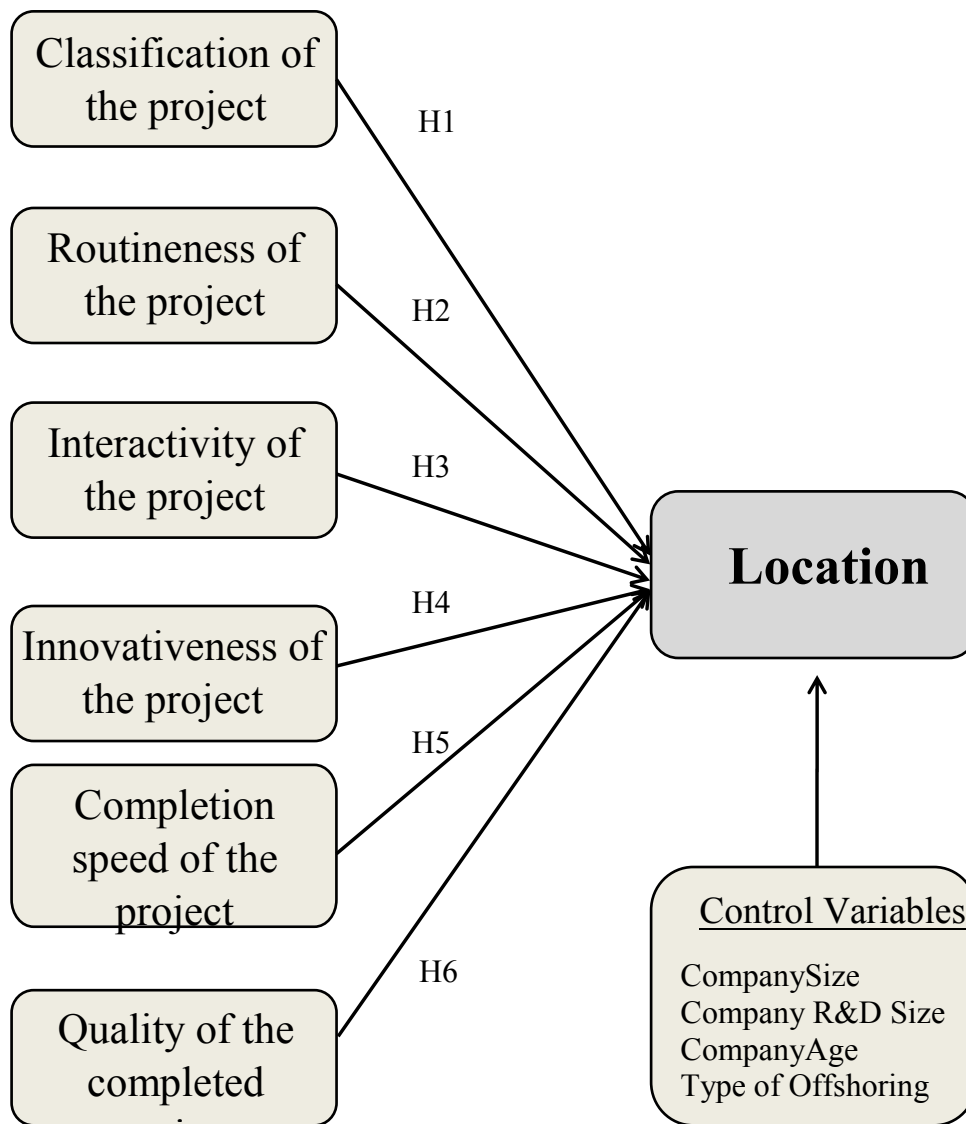 Classification of
the project
H1
Routineness of
the project
H2
Interactivity of
the project
H3
Location
Innovativeness of
the project
H4
Completion
speed of the
project
H5
Quality of the
completed
H6
Control Variables
CompanySize
Company R&D Size
CompanyAge
Type of Offshoring